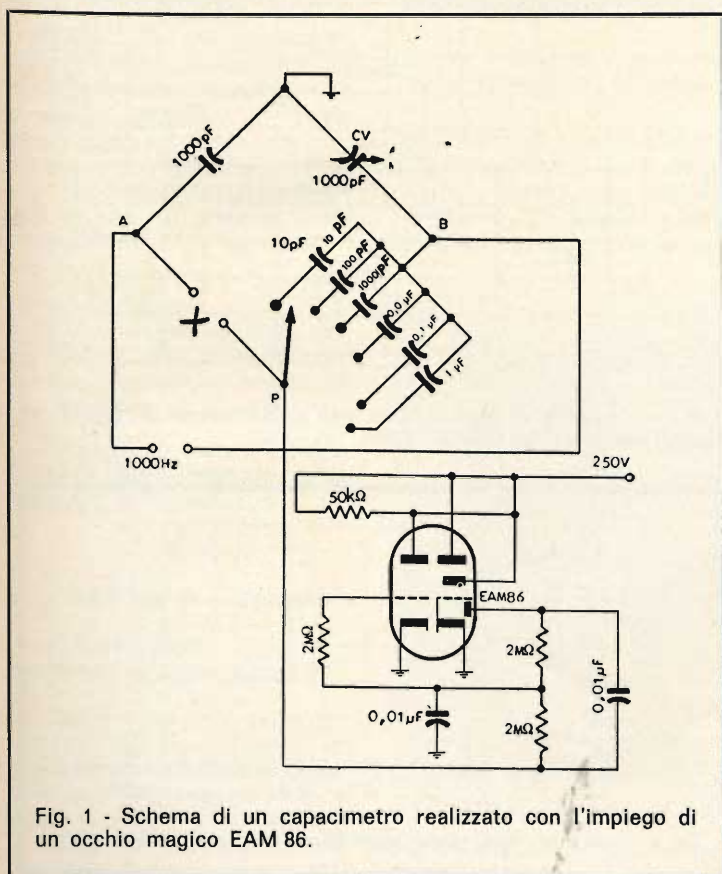 CV
1000pF
1000pF
A
B
10pF
10 pF
100pF
1000pF
0,0 µF
0,1 µF
1 µF
P
1000Hz
250V
50kΩ
EAM86
2MΩ
2MΩ
0,01µF
0,01µF
2MΩ
Fig. 1 - Schema di un capacimetro realizzato con l'impiego di
un occhio magico EAM 86.